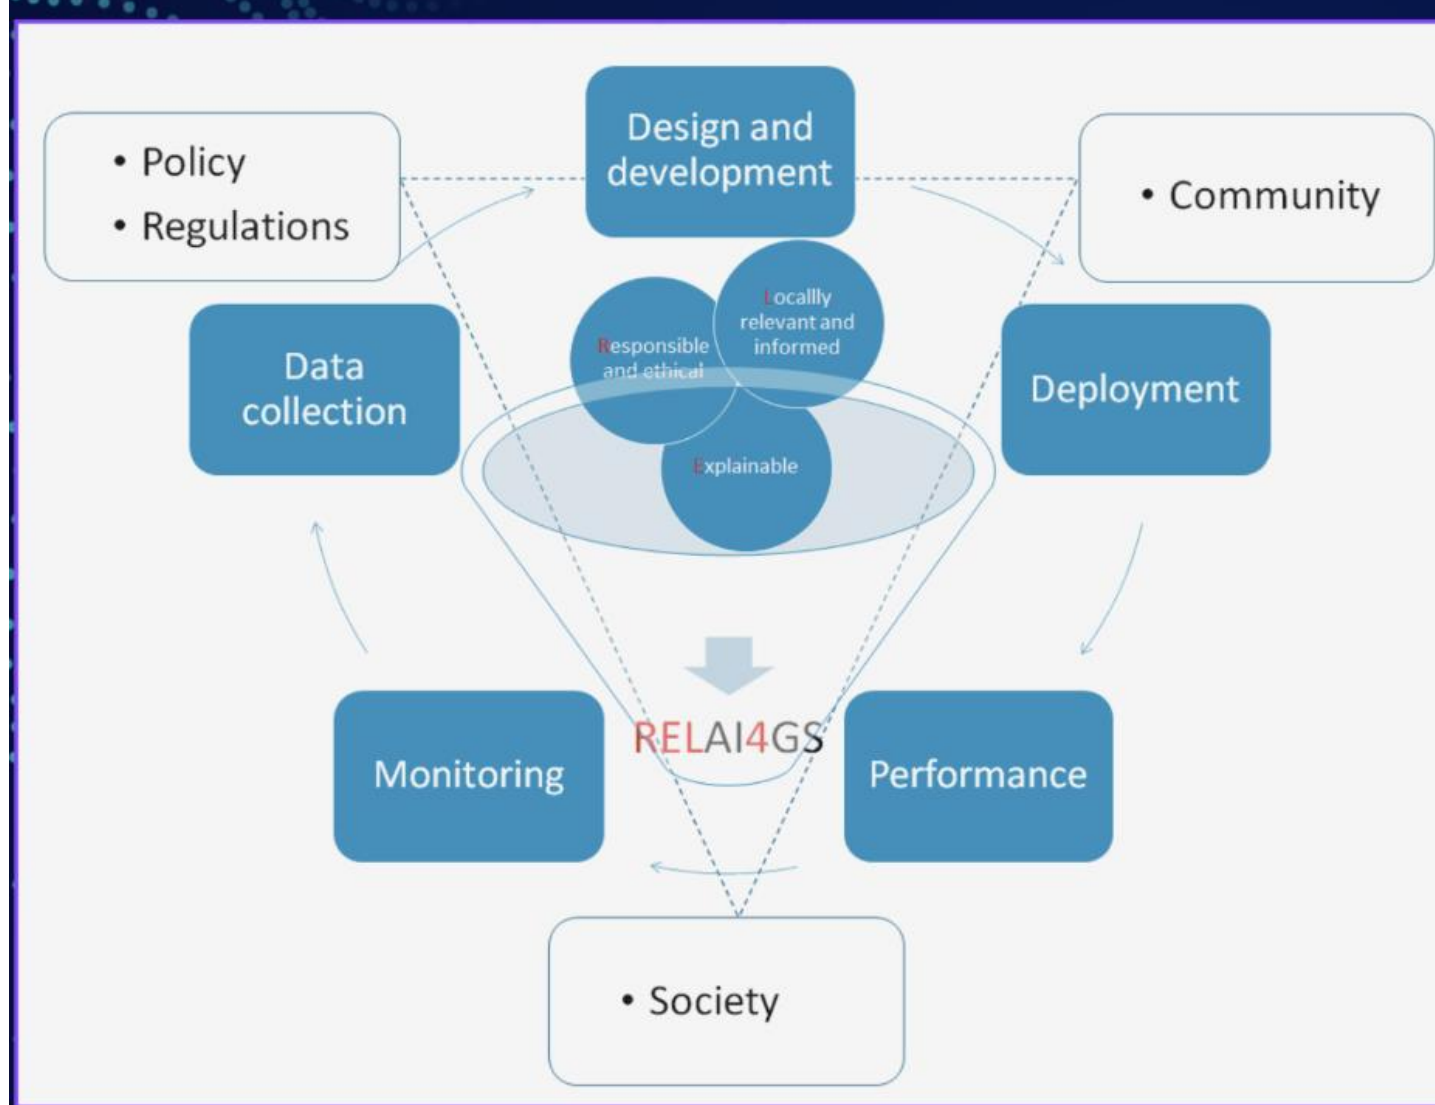 Design and
development
• Policy
• Regulations
• Community
Locallly
relevant and
informed
Responsible
and ethical
Data
collection
Deployment
Explainable
RELAI4GS
Monitoring
Performance
• Society